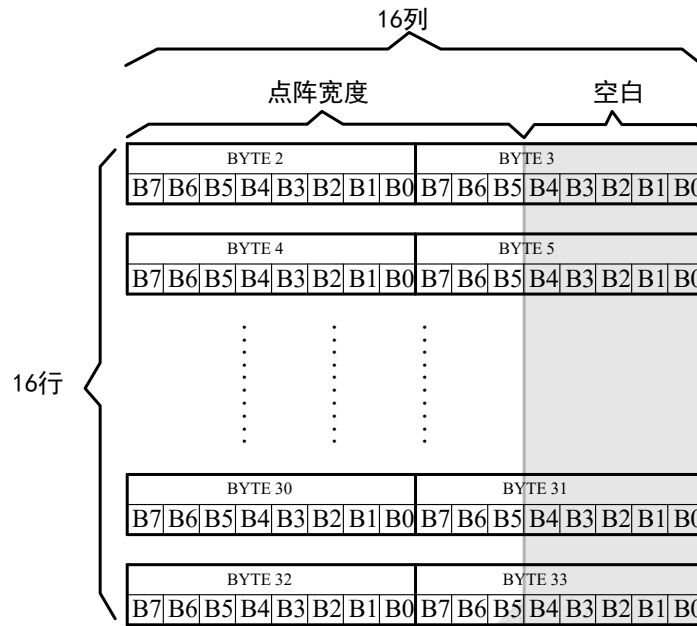 16列
点阵宽度 空白
BYTE 2 BYTE 3
B7 B6 B5 B4 B3 B2 B1 B0 B7 B6 B5 B4 B3 B2 B1 B0
BYTE 4 BYTE 5
B7 B6 B5 B4 B3 B2 B1 B0 B7 B6 B5 B4 B3 B2 B1 B0
16行
BYTE 30 BYTE 31
B7 B6 B5 B4 B3 B2 B1 B0 B7 B6 B5 B4 B3 B2 B1 B0
BYTE 32 BYTE 33
B7 B6 B5 B4 B3 B2 B1 B0 B7 B6 B5 B4 B3 B2 B1 B0